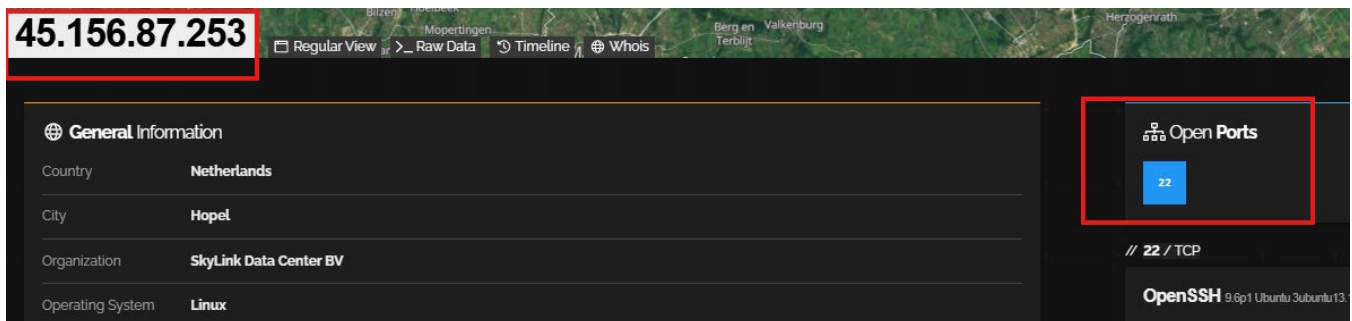 Bilzen
Mopertingen
Berg en Terblijt
Valkenburg
Herzogenrath
45.156.87.253
Regular View
>_ Raw Data
Timeline
Whois
General Information
Country Netherlands
City Hopel
Organization SkyLink Data Center BV
Operating System Linux
Open Ports
22
// 22 / TCP
OpenSSH 9.6p1 Ubuntu 3ubuntu13.